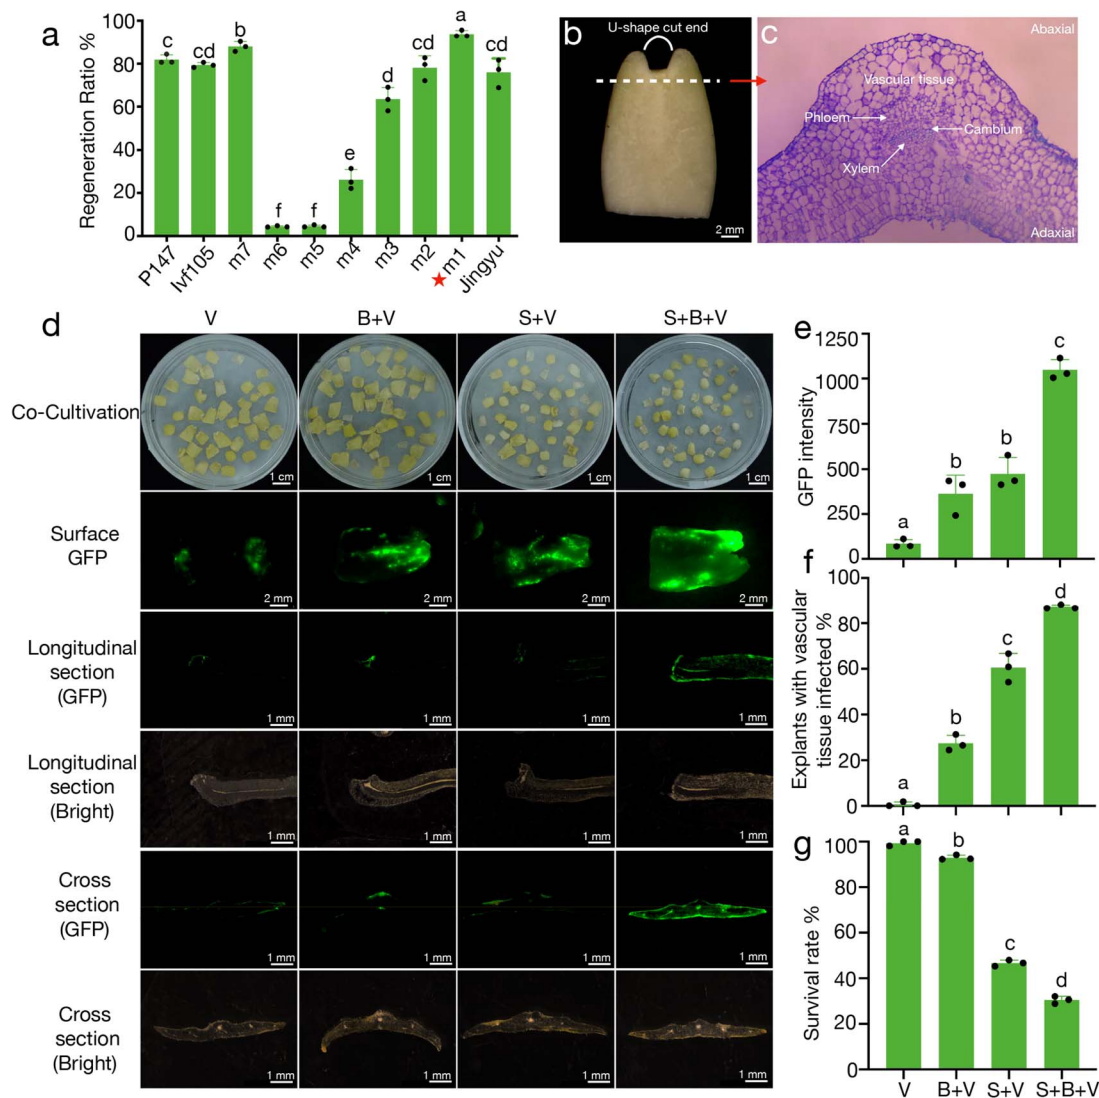 a
Regeneration Ratio %
100
80
60
40
20
0
c
cd
b
f
f
e
d
cd
a
cd
P147
Ivf105
m7
m6
m5
m4
m3
m2
m1
Jingyu
b
U-shape cut end
2 mm
c
Abaxial
Vascular tissue
Phloem
Cambium
Xylem
Adaxial
d
V
B+V
S+V
S+B+V
Co-Cultivation
1 cm
1 cm
1 cm
1 cm
Surface
GFP
2 mm
2 mm
2 mm
2 mm
Longitudinal
section
(GFP)
1 mm
1 mm
1 mm
1 mm
Longitudinal
section
(Bright)
1 mm
1 mm
1 mm
1 mm
Cross
section
(GFP)
1 mm
1 mm
1 mm
1 mm
Cross
section
(Bright)
1 mm
1 mm
1 mm
1 mm
e
GFP intensity
1250
1000
750
500
250
0
a
b
b
c
f
Explants with vascular
tissue infected %
100
80
60
40
20
0
a
b
c
d
g
Survival rate %
100
80
60
40
20
0
a
b
c
d
V
B+V
S+V
S+B+V